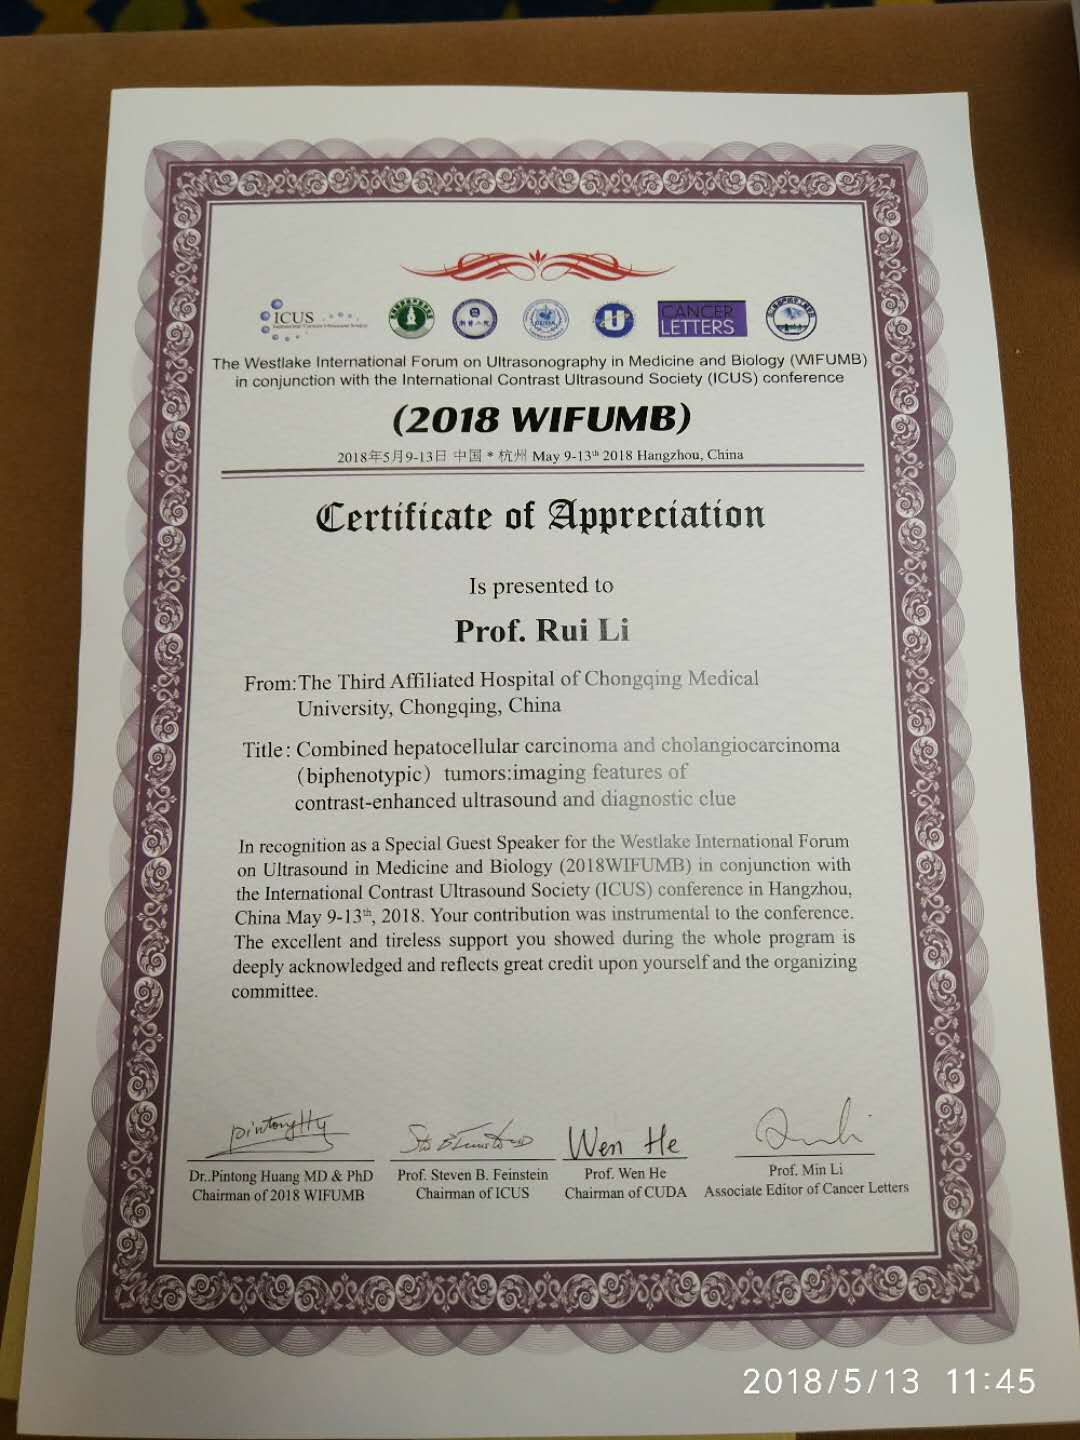 ICUS
U
CANCER
LETTERS
The Westlake International Forum on Ultrasonography in Medicine and Biology (WIFUMB)
in conjunction with the International Contrast Ultrasound Society (ICUS) conference
(2018 WIFUMB)
2018年5月9-13日 中国 * 杭州 May 9-13th 2018 Hangzhou, China
Certificate of Appreciation
Is presented to
Prof. Rui Li
From:The Third Affiliated Hospital of Chongqing Medical
University, Chongqing, China
Title: Combined hepatocellular carcinoma and cholangiocarcinoma
(biphenotypic) tumors:imaging features of
contrast-enhanced ultrasound and diagnostic clue
In recognition as a Special Guest Speaker for the Westlake International Forum
on Ultrasound in Medicine and Biology (2018WIFUMB) in conjunction with
the International Contrast Ultrasound Society (ICUS) conference in Hangzhou,
China May 9-13th, 2018. Your contribution was instrumental to the conference.
The excellent and tireless support you showed during the whole program is
deeply acknowledged and reflects great credit upon yourself and the organizing
committee.
Wen He
Dr..Pintong Huang MD & PhD
Chairman of 2018 WIFUMB
Prof. Steven B. Feinstein
Chairman of ICUS
Prof. Wen He
Chairman of CUDA
Prof. Min Li
Associate Editor of Cancer Letters
2018/5/13 11:45